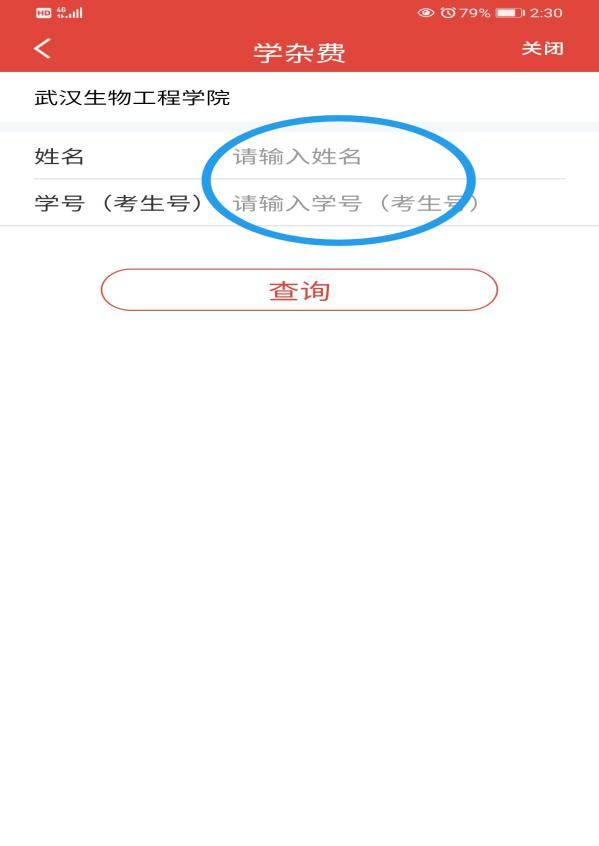 HD 4G 79% 2:30
学杂费 关闭
武汉生物工程学院
姓名 请输入姓名
学号（考生号） 请输入学号（考生号）
查询